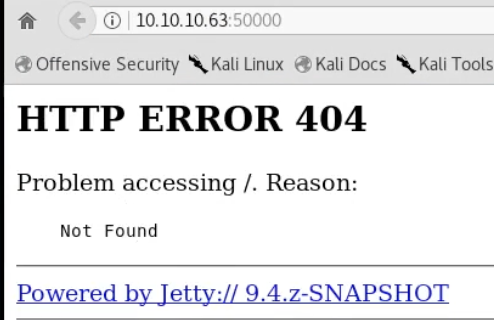 10.10.10.63:50000
Offensive Security Kali Linux Kali Docs Kali Tools
HTTP ERROR 404
Problem accessing /. Reason:
Not Found
Powered by Jetty:// 9.4.z-SNAPSHOT